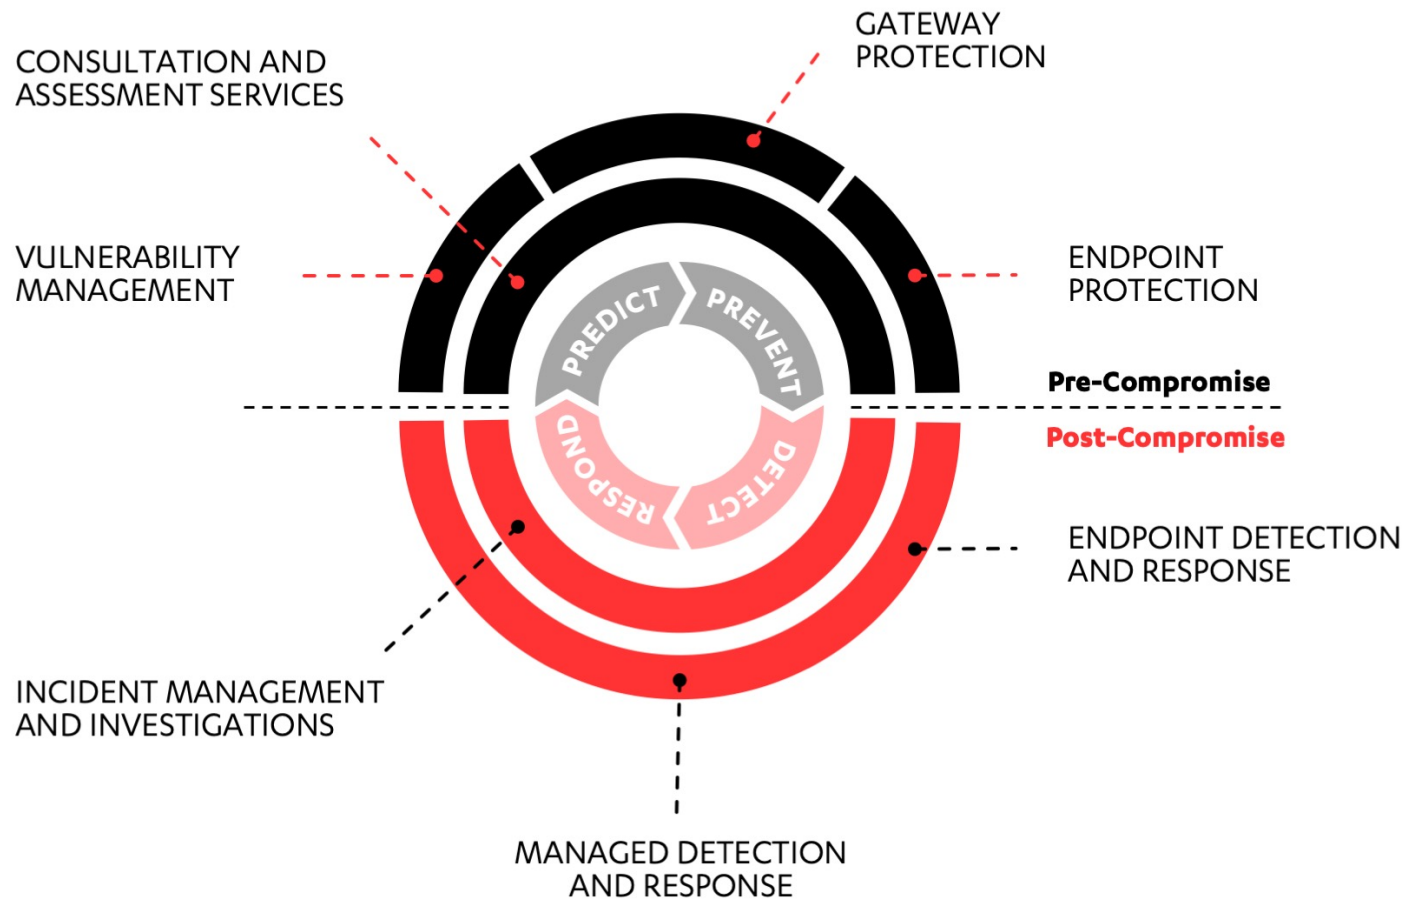 GATEWAY
PROTECTION
CONSULTATION AND
ASSESSMENT SERVICES
VULNERABILITY
MANAGEMENT
ENDPOINT
PROTECTION
PREDICT
PREVENT
Pre-Compromise
Post-Compromise
RESPOND
DETECT
ENDPOINT DETECTION
AND RESPONSE
INCIDENT MANAGEMENT
AND INVESTIGATIONS
MANAGED DETECTION
AND RESPONSE